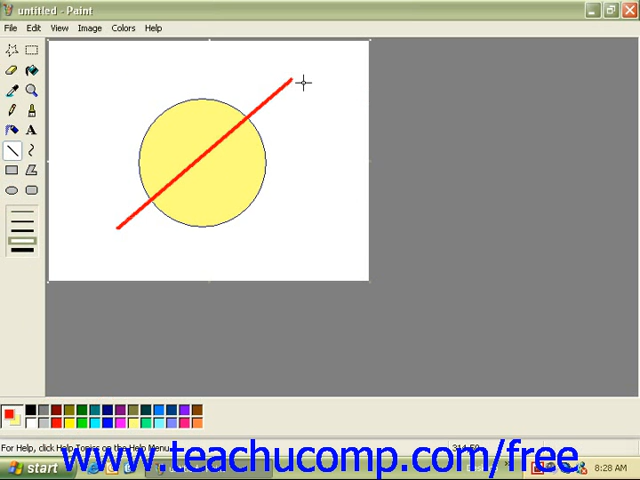 untitled - Paint
File Edit View Image Colors Help
A
For Help, click Help Topics on the Help Menu.
start
www.teachucomp.com/free
8:28 AM